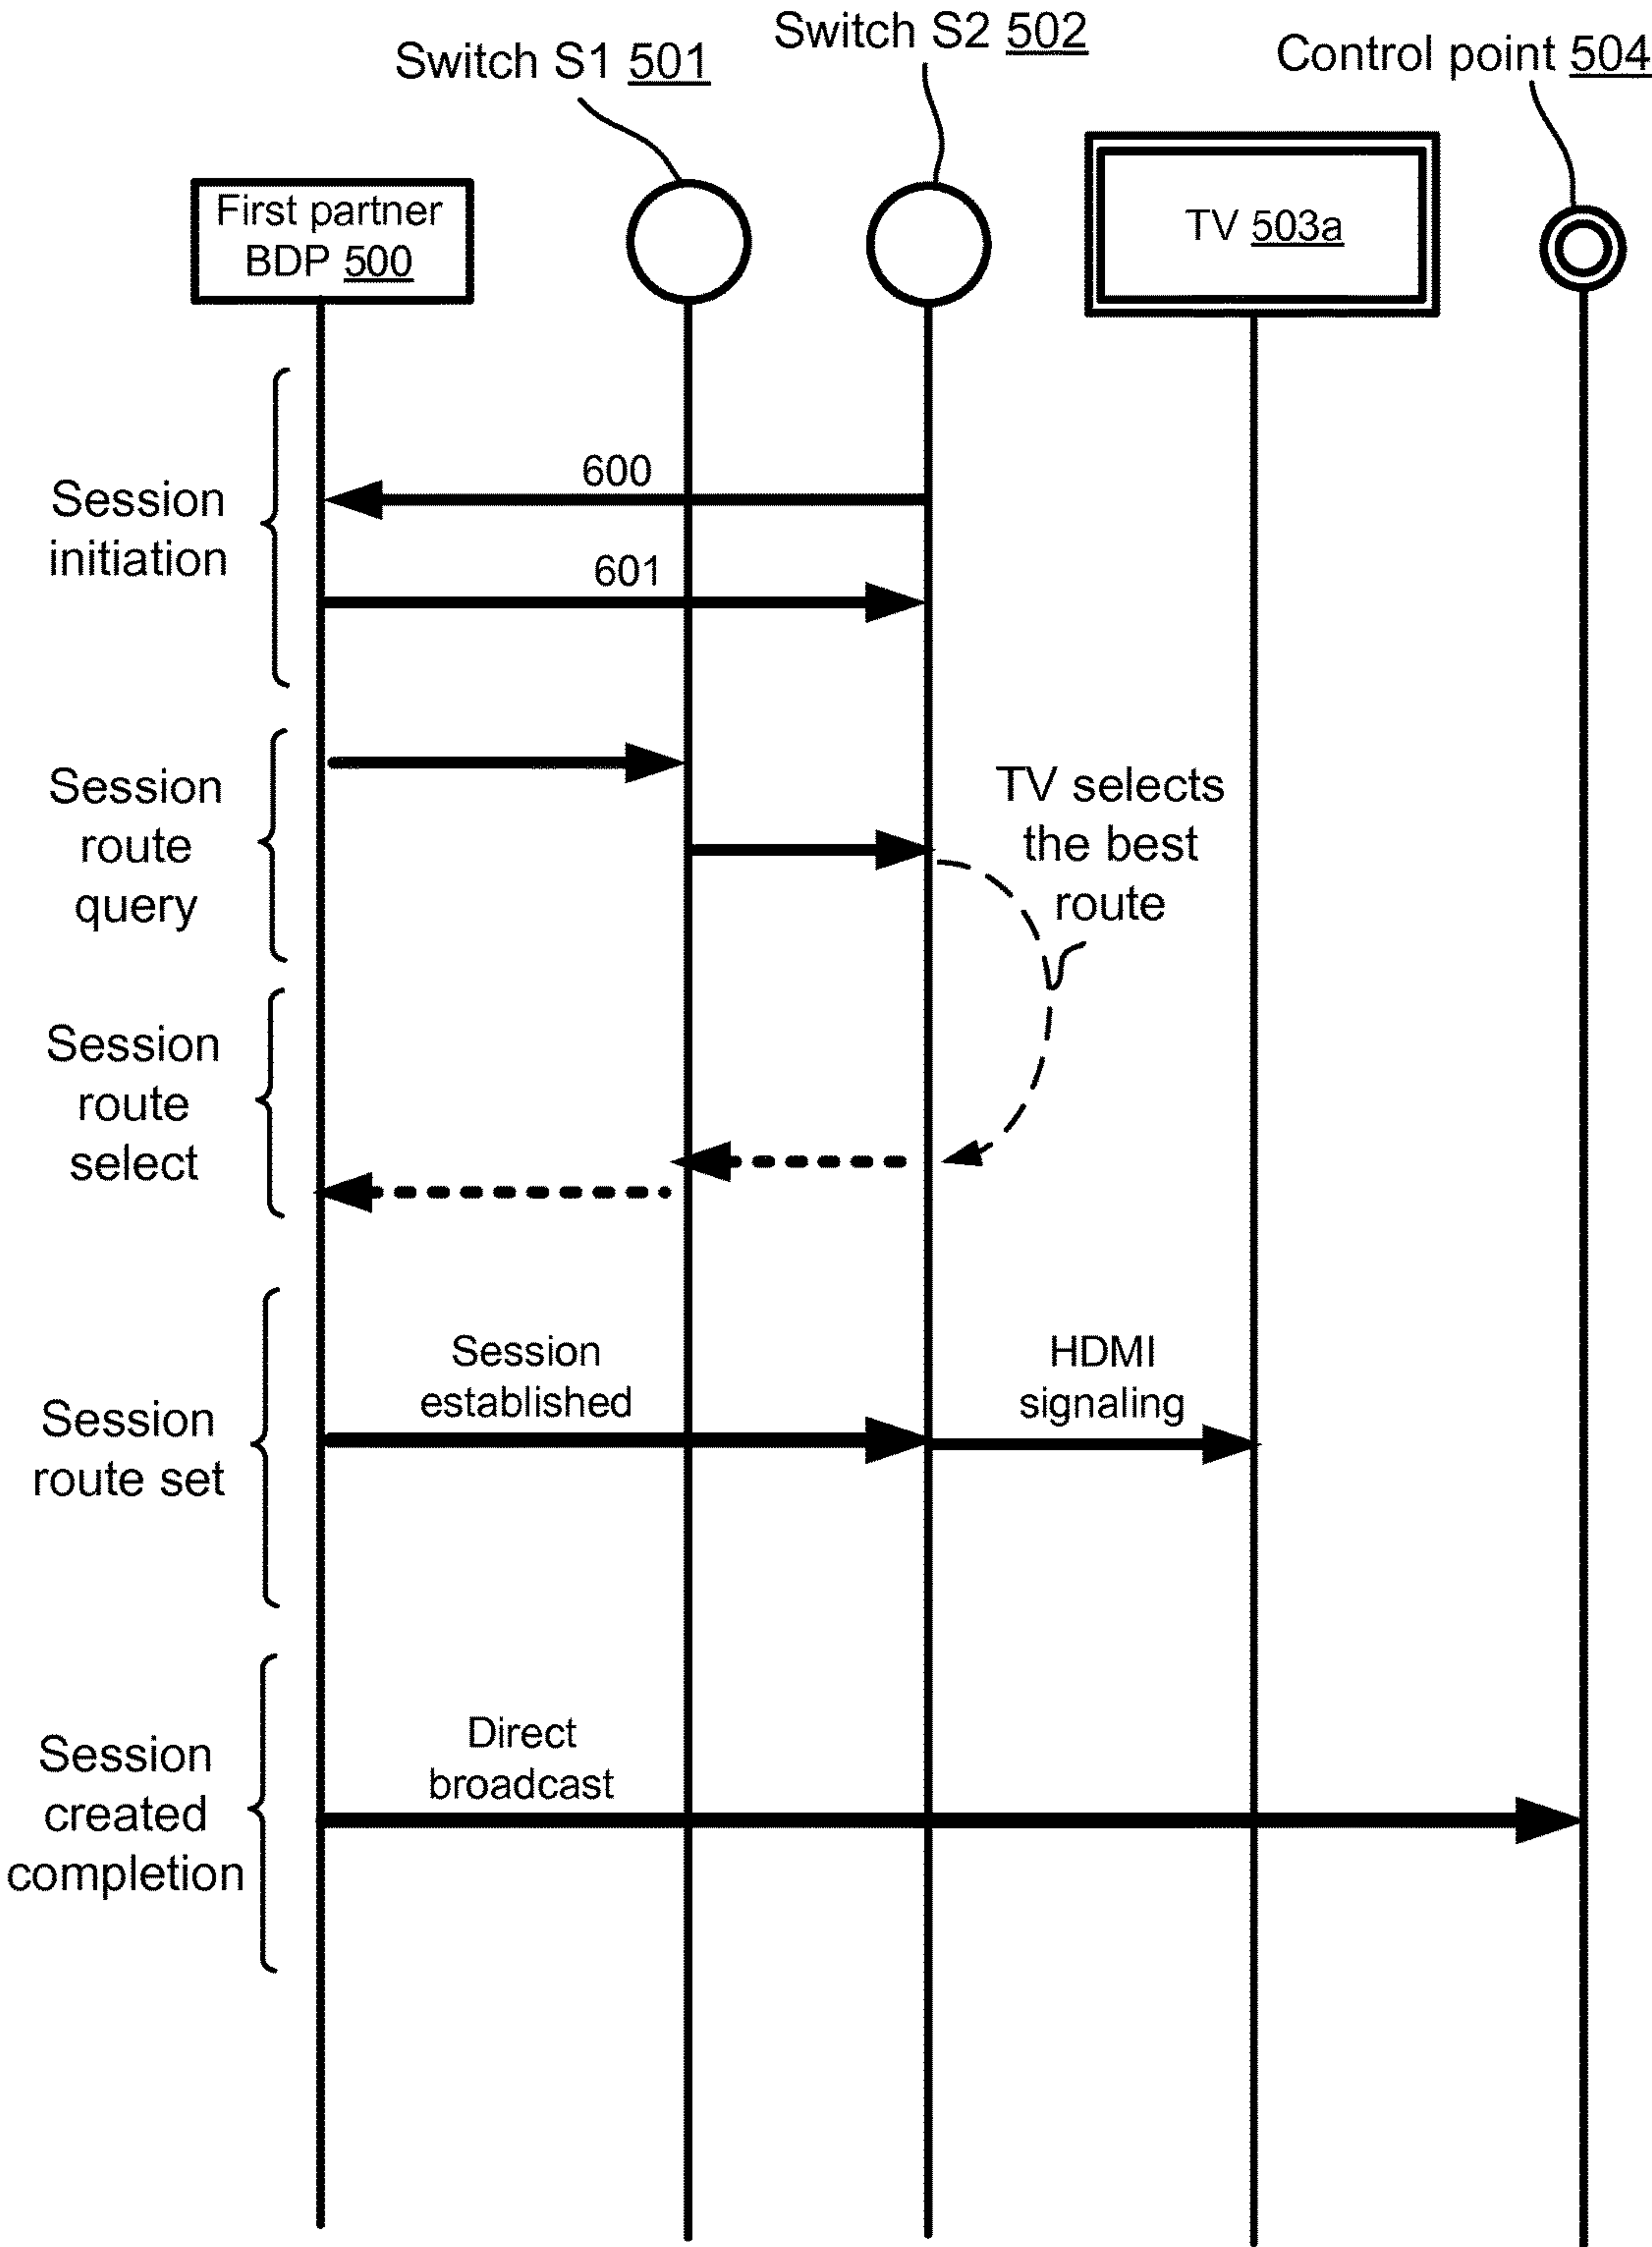 Switch S1 501
Switch S2 502
Control point 504
First partner
BDP 500
TV 503a
Session
initiation
600
601
Session
route
query
TV selects
the best
route
Session
route
select
Session
route set
Session
established
HDMI
signaling
Session
created
completion
Direct
broadcast